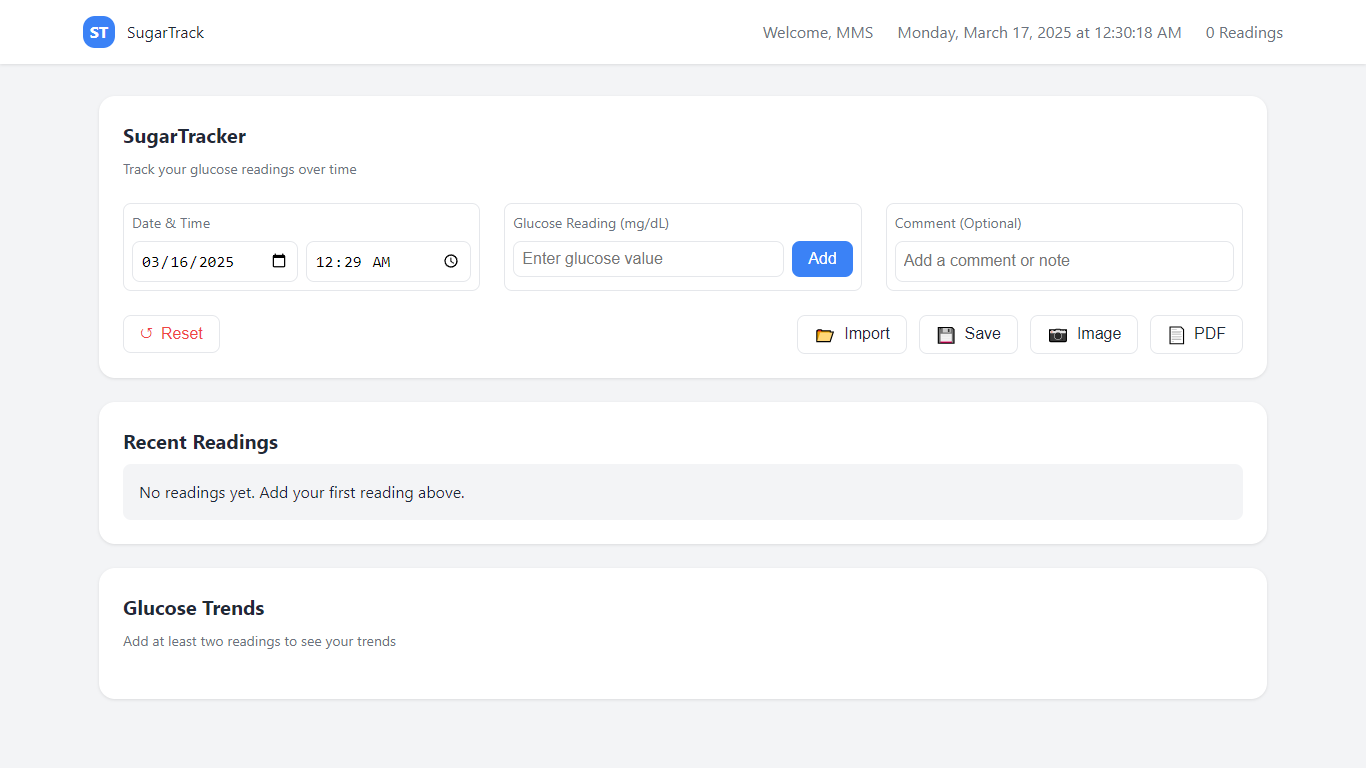 ST SugarTrack Welcome, MMS Monday, March 17, 2025 at 12:30:18 AM 0 Readings
SugarTracker
Track your glucose readings over time
Date & Time
03/16/2025 12:29 AM
Glucose Reading (mg/dL)
Enter glucose value Add
Comment (Optional)
Add a comment or note
Reset Import Save Image PDF
Recent Readings
No readings yet. Add your first reading above.
Glucose Trends
Add at least two readings to see your trends